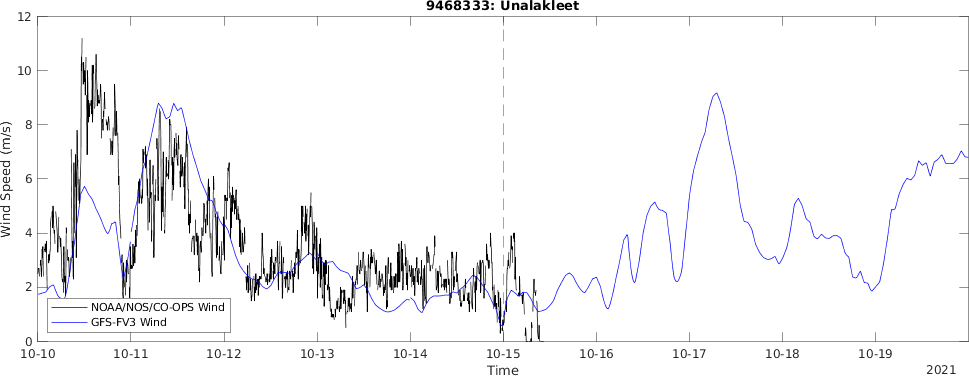 9468333: Unalakleet
Wind Speed (m/s)
12
10
8
6
4
2
0
NOAA/NOS/CO-OPS Wind
GFS-FV3 Wind
10-10 10-11 10-12 10-13 10-14 10-15 10-16 10-17 10-18 10-19
Time
2021